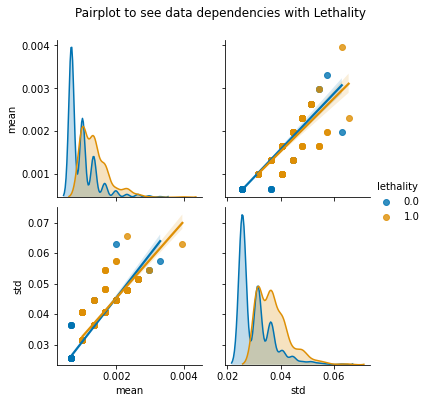 Pairplot to see data dependencies with Lethality
0.004
0.003
0.002
0.001
mean
lethality
0.0
1.0
0.07
0.06
0.05
0.04
0.03
std
0.002
0.004
mean
0.02
0.04
0.06
std